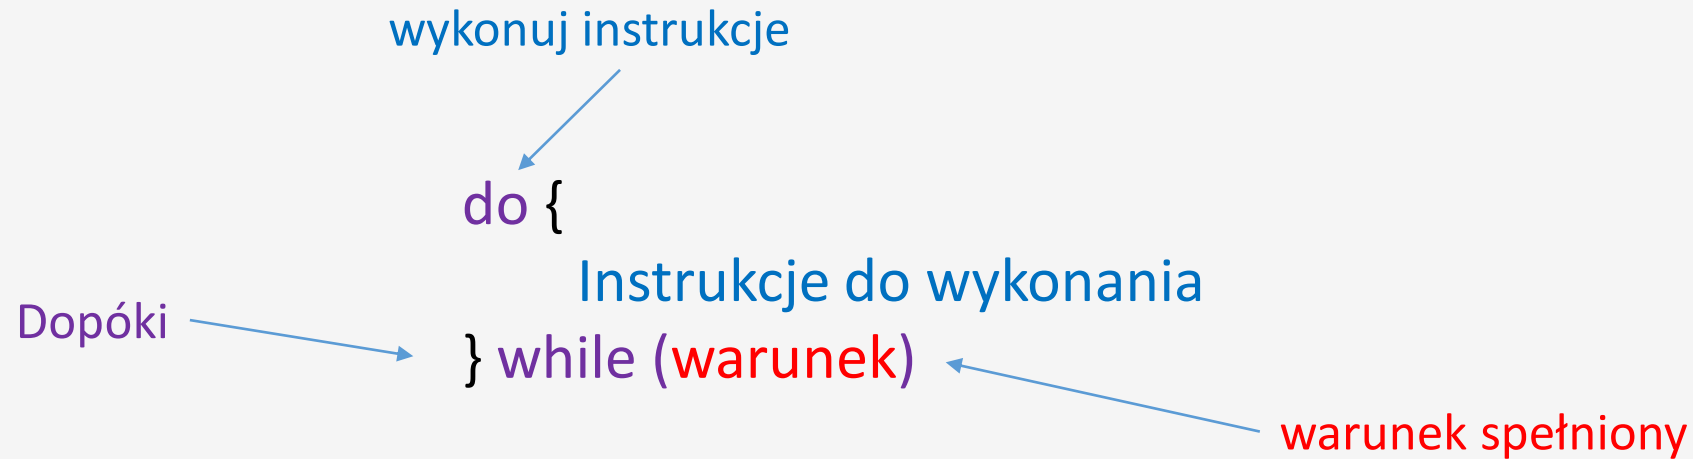 wykonuj instrukcje
do {
Instrukcje do wykonania
Dopóki
} while (warunek)
warunek spełniony